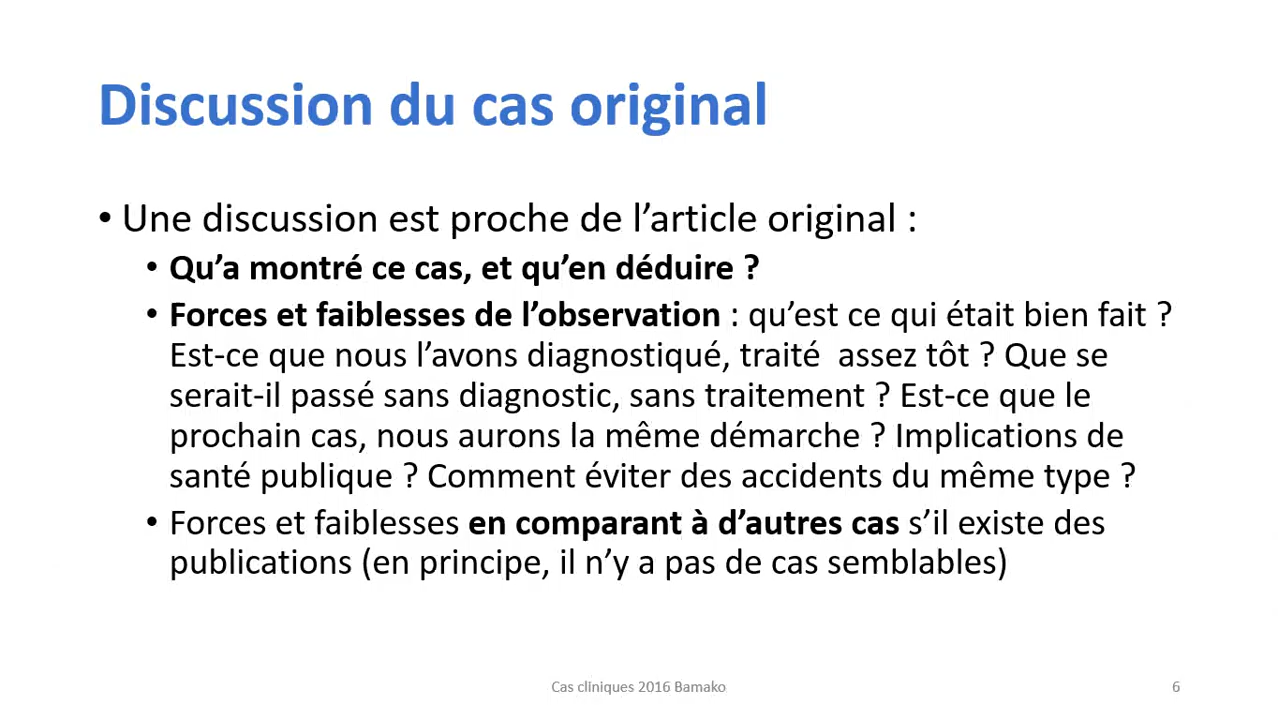 Discussion du cas original
• Une discussion est proche de l’article original :
• Qu’a montré ce cas, et qu’en déduire ?
• Forces et faiblesses de l’observation : qu’est ce qui était bien fait ?
Est-ce que nous l’avons diagnostiqué, traité  assez tôt ? Que se
serait-il passé sans diagnostic, sans traitement ? Est-ce que le
prochain cas, nous aurons la même démarche ? Implications de
santé publique ? Comment éviter des accidents du même type ?
• Forces et faiblesses en comparant à d’autres cas s’il existe des
publications (en principe, il n’y a pas de cas semblables)
Cas cliniques 2016 Bamako
6